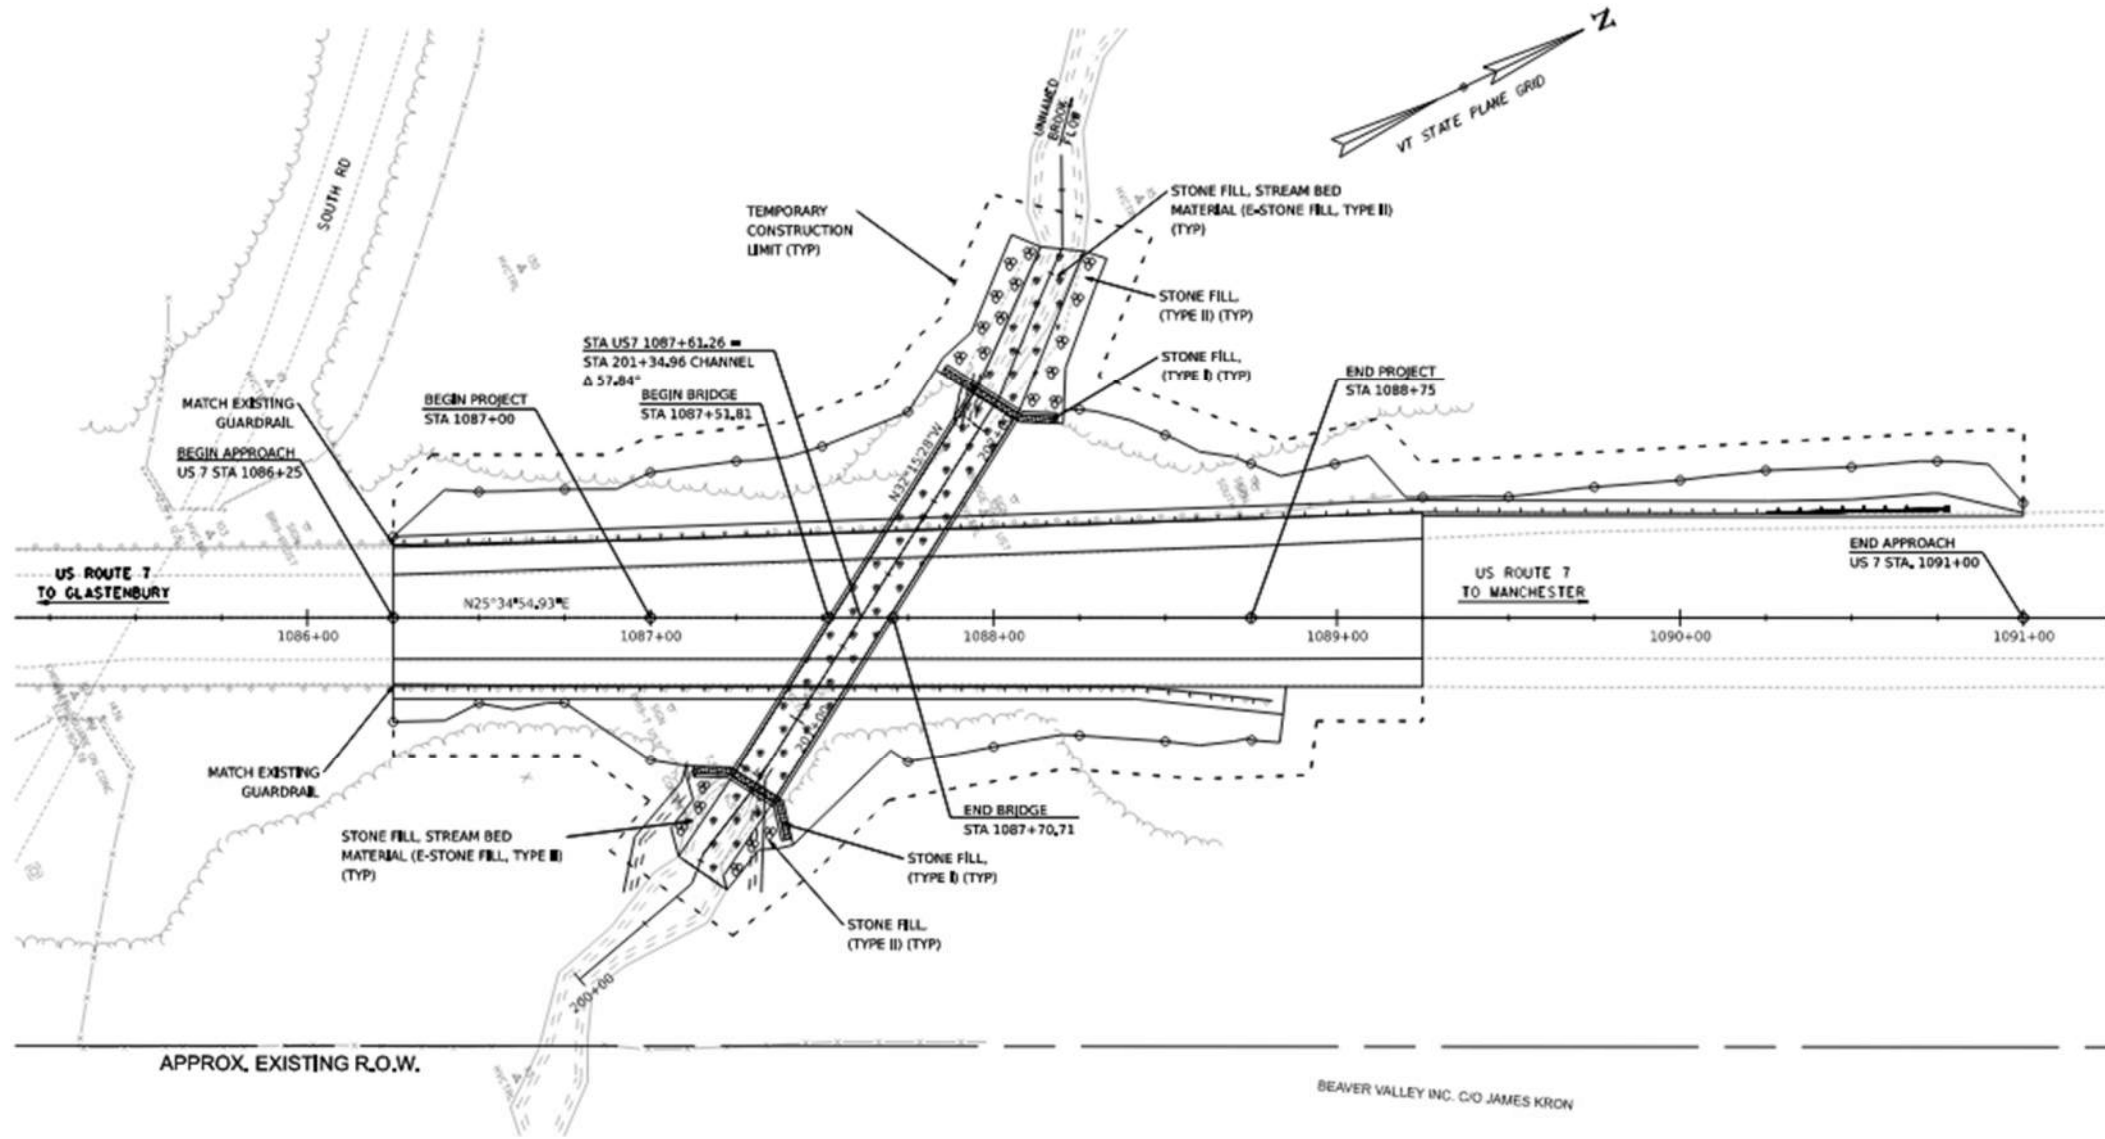 N
VT STATE PLANE GRID
UNNAMED
BROOK
FLOW
SOUTH RD
TEMPORARY
CONSTRUCTION
LIMIT (TYP)
STONE FILL, STREAM BED
MATERIAL (E-STONE FILL, TYPE II)
(TYP)
STONE FILL,
(TYPE II) (TYP)
STONE FILL,
(TYPE I) (TYP)
STA US7 1087+61.26 =
STA 201+34.96 CHANNEL
Δ 57.84°
BEGIN BRIDGE
STA 1087+51.81
BEGIN PROJECT
STA 1087+00
END PROJECT
STA 1088+75
MATCH EXISTING
GUARDRAIL
BEGIN APPROACH
US 7 STA 1086+25
N32°15'28"W
END APPROACH
US 7 STA. 1091+00
US ROUTE 7
TO GLASTENBURY
N25°34'54.93"E
US ROUTE 7
TO MANCHESTER
1086+00
1087+00
1088+00
1089+00
1090+00
1091+00
201+00
MATCH EXISTING
GUARDRAIL
END BRIDGE
STA 1087+70.71
STONE FILL, STREAM BED
MATERIAL (E-STONE FILL, TYPE II)
(TYP)
STONE FILL,
(TYPE I) (TYP)
STONE FILL,
(TYPE II) (TYP)
200+00
APPROX. EXISTING R.O.W.
BEAVER VALLEY INC. C/O JAMES KRON